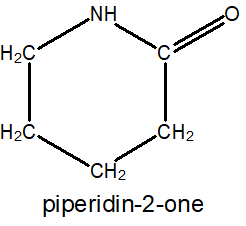 NH
O
H₂C
C
H₂C
CH₂
CH₂
piperidin-2-one